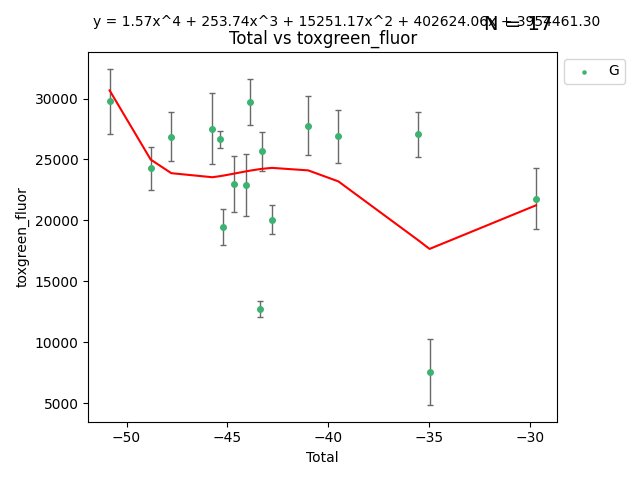 y = 1.57x^4 + 253.74x^3 + 15251.17x^2 + 402624.06x + 3954461.30
N = 17
Total vs toxgreen_fluor
G
30000
25000
20000
15000
10000
5000
toxgreen_fluor
−50 −45 −40 −35 −30
Total